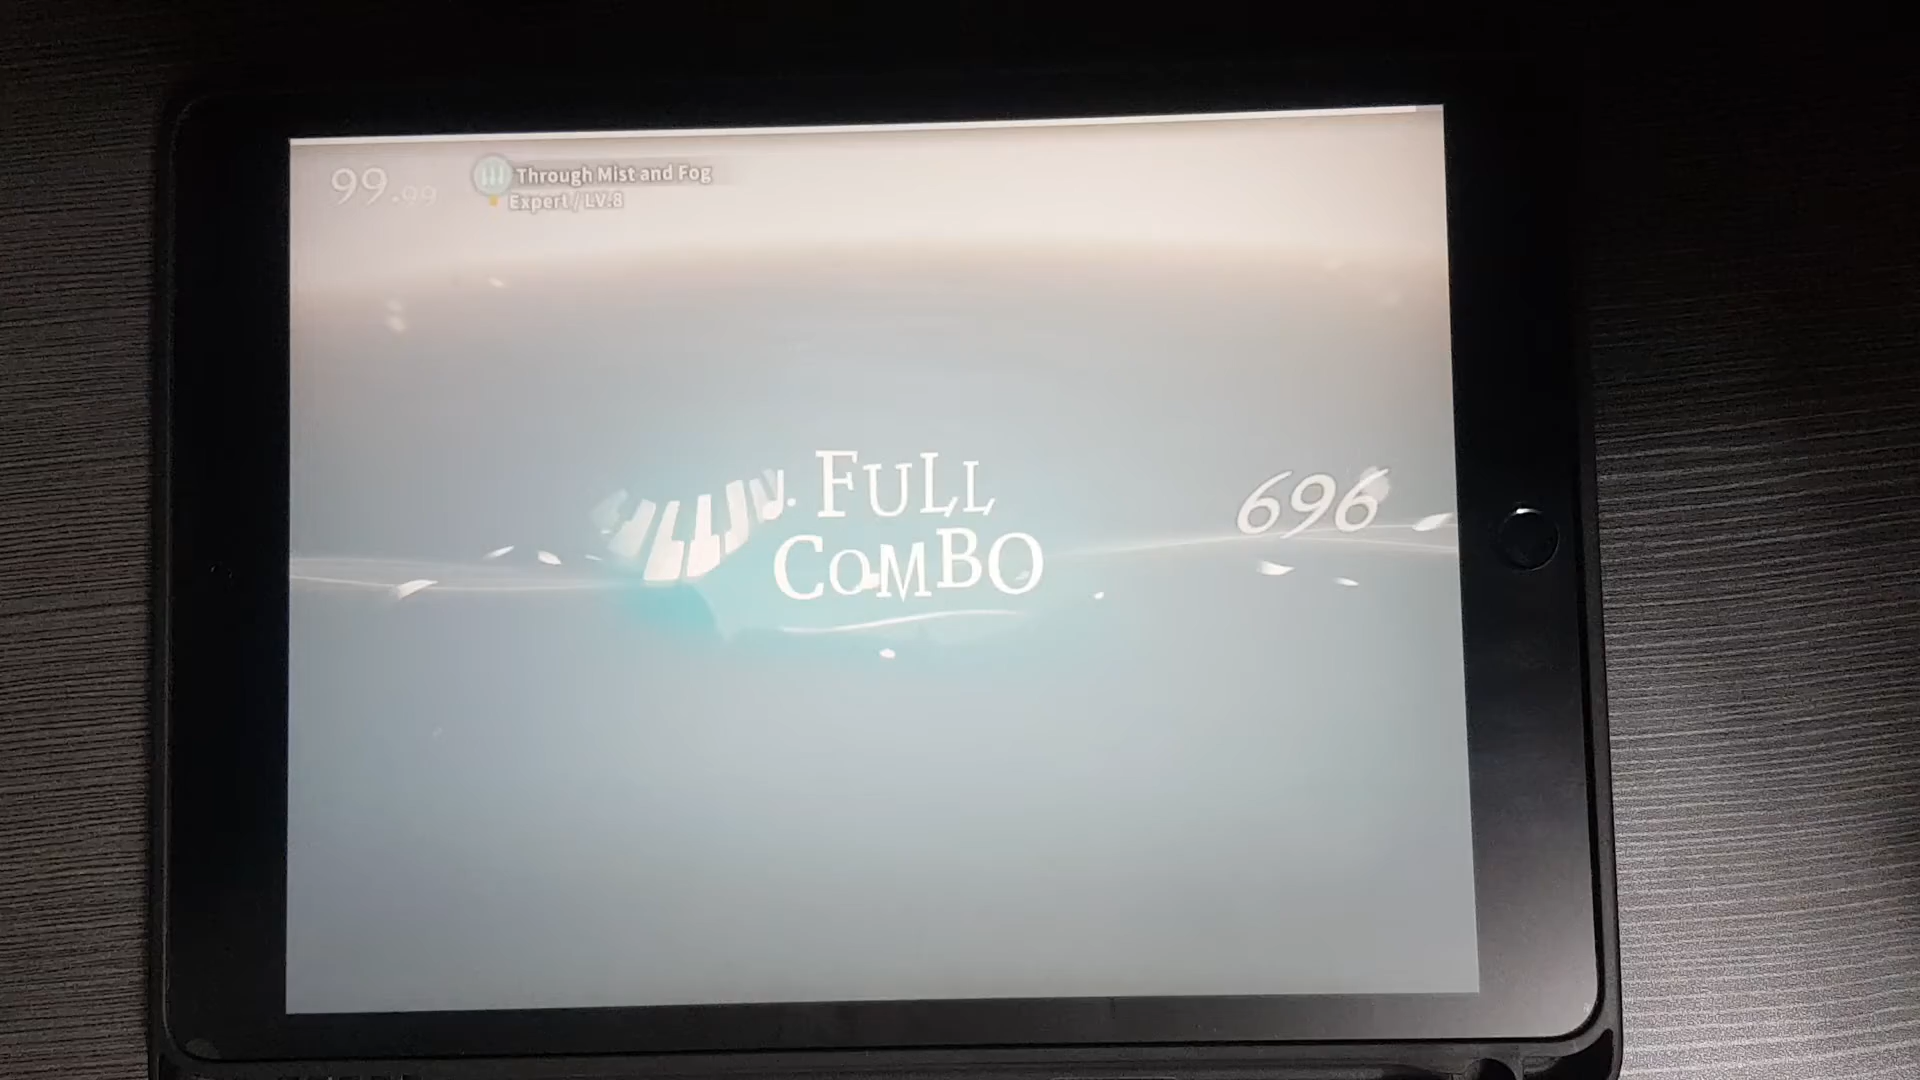 99.99
Through Mist and Fog
Expert / LV.8
FULL
COMBO
696